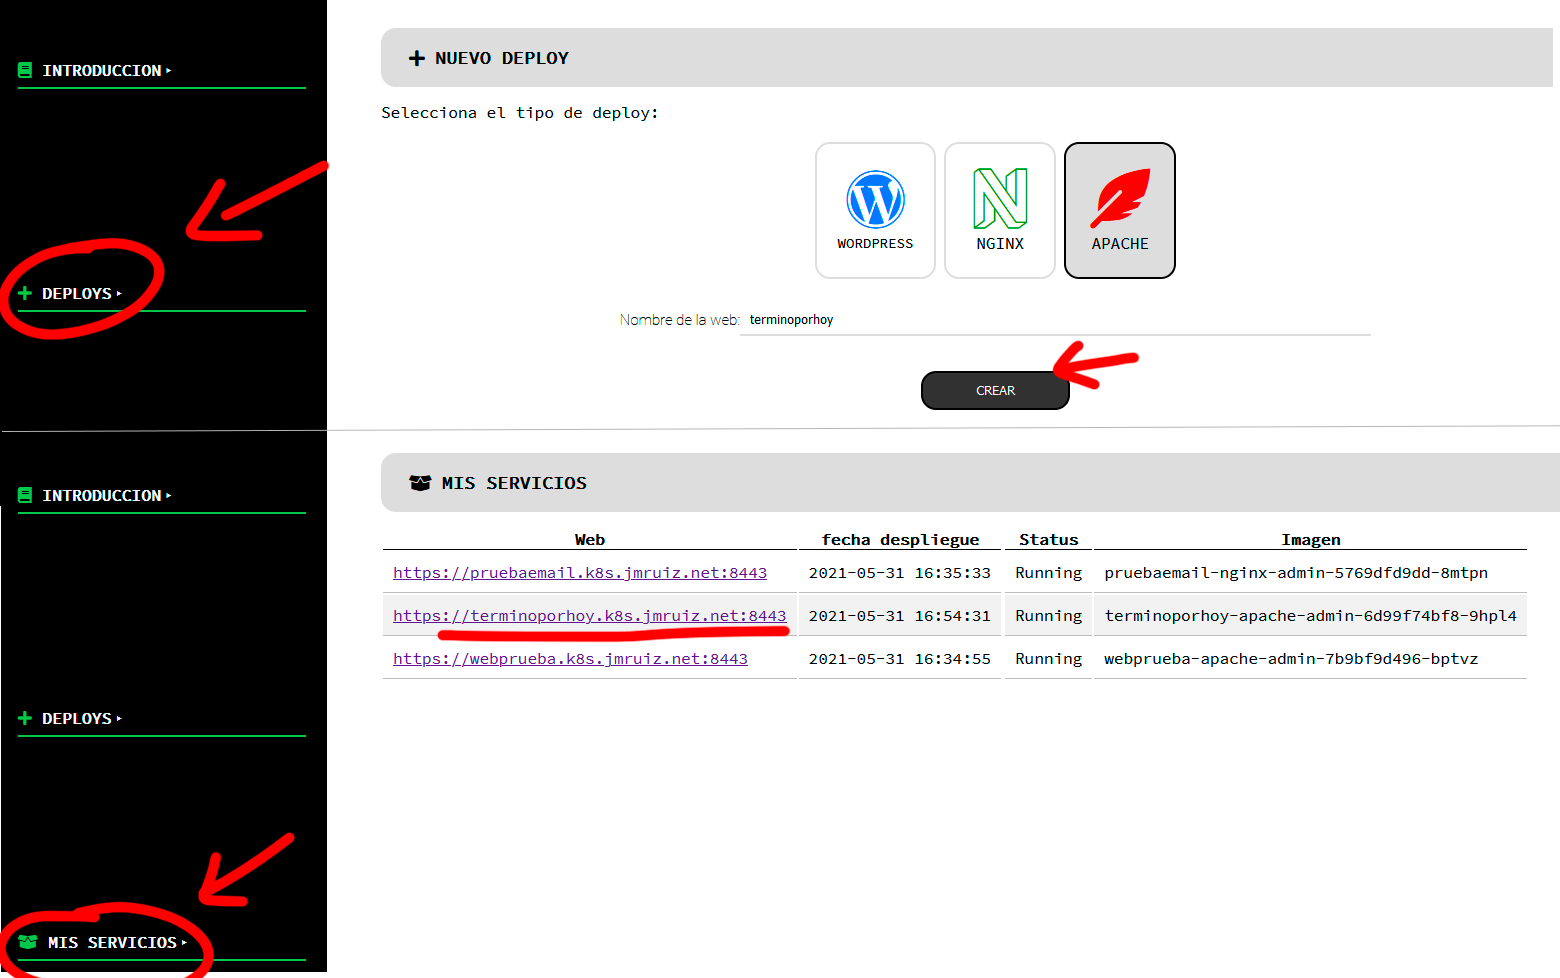 INTRODUCCION
NUEVO DEPLOY
Selecciona el tipo de deploy:
WORDPRESS
NGINX
APACHE
DEPLOYS
Nombre de la web: terminoporhoy
CREAR
INTRODUCCION
MIS SERVICIOS
Web fecha despliegue Status Imagen
https://pruebaemail.k8s.jmruiz.net:8443 2021-05-31 16:35:33 Running pruebaemail-nginx-admin-5769dfd9dd-8mtpn
https://terminoporhoy.k8s.jmruiz.net:8443 2021-05-31 16:54:31 Running terminoporhoy-apache-admin-6d99f74bf8-9hpl4
https://webprueba.k8s.jmruiz.net:8443 2021-05-31 16:34:55 Running webprueba-apache-admin-7b9bf9d496-bptvz
DEPLOYS
MIS SERVICIOS